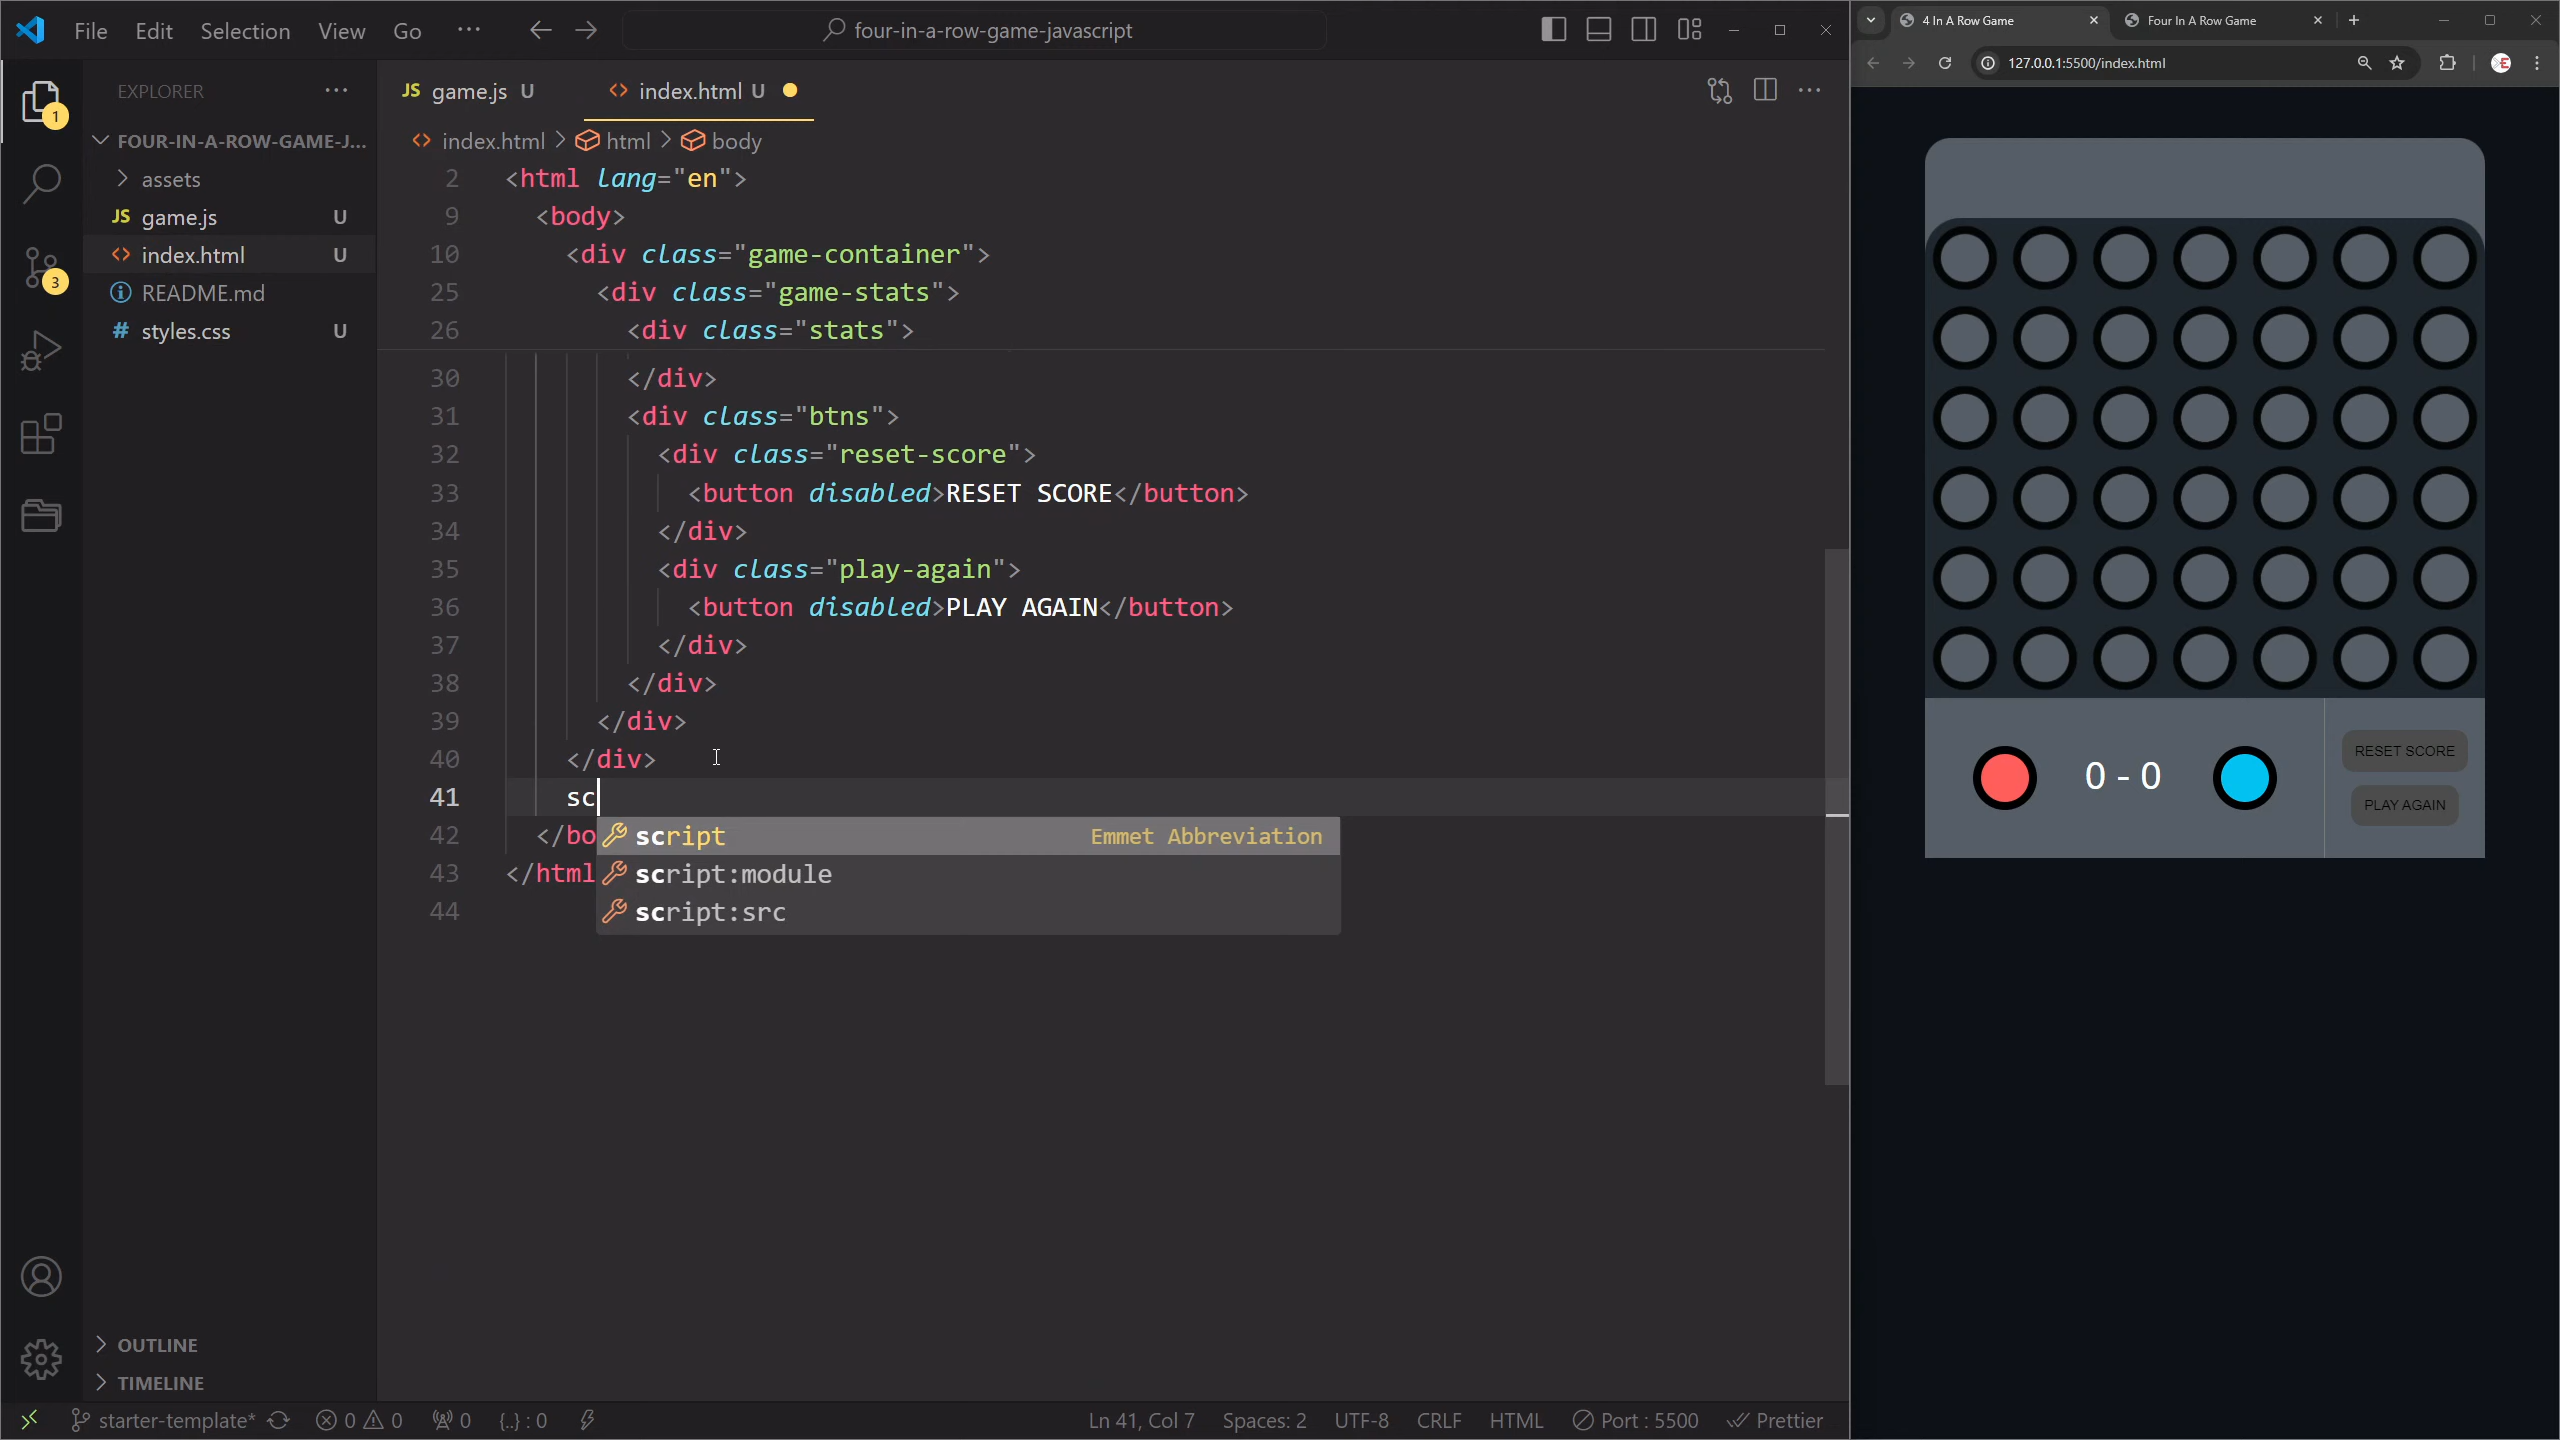 File Edit Selection View Go ··· four-in-a-row-game-javascript
EXPLORER
FOUR-IN-A-ROW-GAME-J...
assets
JS game.js U
<> index.html U
README.md
# styles.css U
1
3
OUTLINE
TIMELINE
JS game.js U <> index.html U
<> index.html > html > body
2 <html lang="en">
9 <body>
10 <div class="game-container">
25 <div class="game-stats">
26 <div class="stats">
30 </div>
31 <div class="btns">
32 <div class="reset-score">
33 <button disabled>RESET SCORE</button>
34 </div>
35 <div class="play-again">
36 <button disabled>PLAY AGAIN</button>
37 </div>
38 </div>
39 </div>
40 </div>
41 sc
42 </bo
43 </html
44
script Emmet Abbreviation
script:module
script:src
starter-template* 0 0 0 {..} : 0 Ln 41, Col 7 Spaces: 2 UTF-8 CRLF HTML Port : 5500 Prettier
4 In A Row Game Four In A Row Game
127.0.0.1:5500/index.html
E
0 - 0
RESET SCORE
PLAY AGAIN